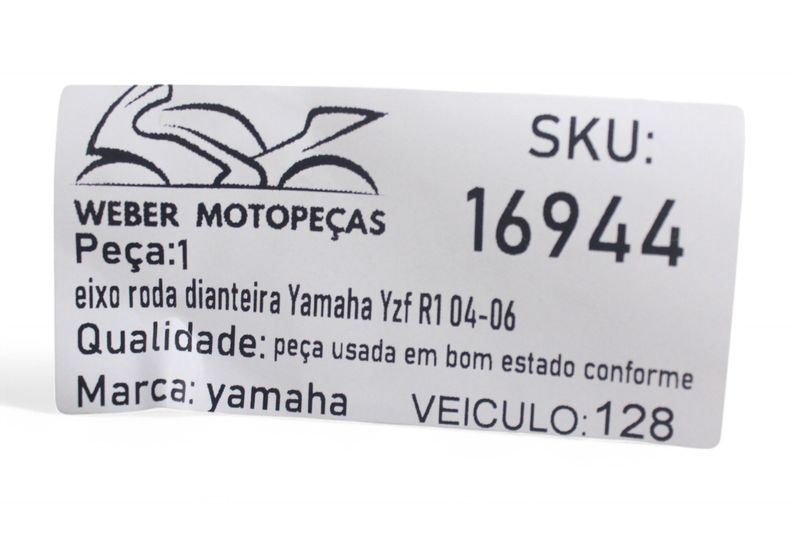 WEBER MOTOPEÇAS
SKU:
16944
Peça:1
eixo roda dianteira Yamaha Yzf R1 04-06
Qualidade: peça usada em bom estado conforme
Marca: yamaha
VEICULO: 128